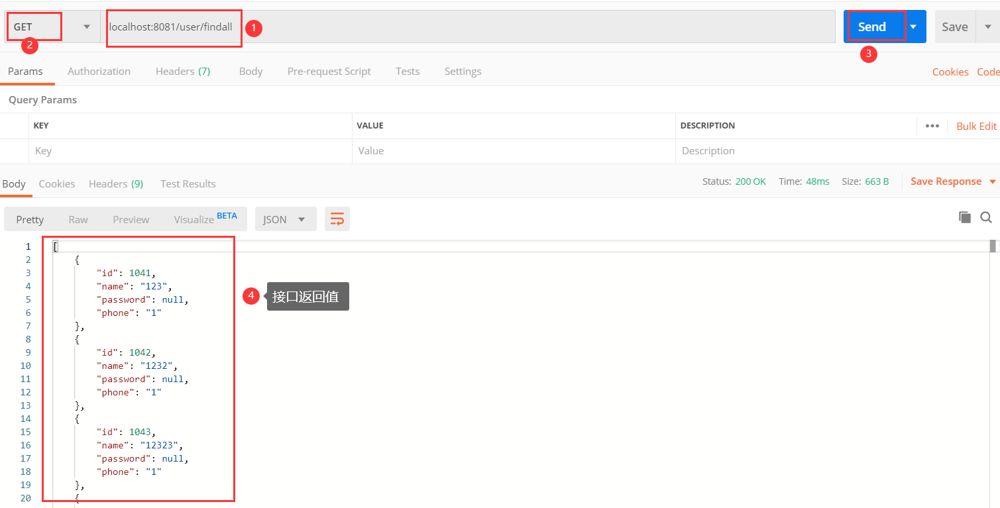 GET localhost:8081/user/findall 1 Send Save
2 3
Params Authorization Headers (7) Body Pre-request Script Tests Settings Cookies Code
Query Params
KEY VALUE DESCRIPTION ••• Bulk Edit
Key Value Description
Body Cookies Headers (9) Test Results Status: 200 OK Time: 48ms Size: 663 B Save Response
Pretty Raw Preview Visualize BETA JSON
1 [
2 {
3 "id": 1041,
4 "name": "123",
5 "password": null,
6 "phone": "1"
7 },
8 {
9 "id": 1042,
10 "name": "1232",
11 "password": null,
12 "phone": "1"
13 },
14 {
15 "id": 1043,
16 "name": "12323",
17 "password": null,
18 "phone": "1"
19 },
20 {
4 接口返回值